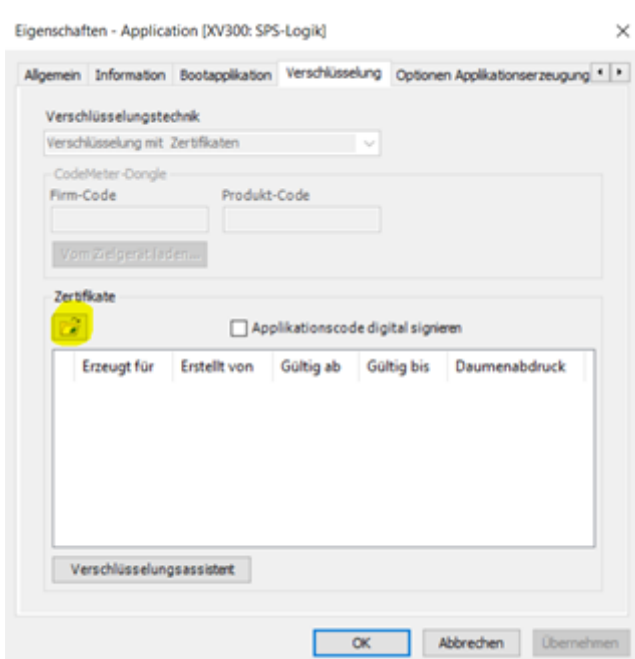 Eigenschaften - Application [XV300: SPS-Logik]
Allgemein Information Bootapplikation Verschlüsselung Optionen Applikationserzeugung
Verschlüsselungstechnik
Verschlüsselung mit Zertifikaten
CodeMeter-Dongle
Firm-Code Produkt-Code
Vom Zielgerät laden...
Zertifikate
Applikationscode digital signieren
Erzeugt für Erstellt von Gültig ab Gültig bis Daumenabdruck
Verschlüsselungsassistent
OK Abbrechen Übernehmen